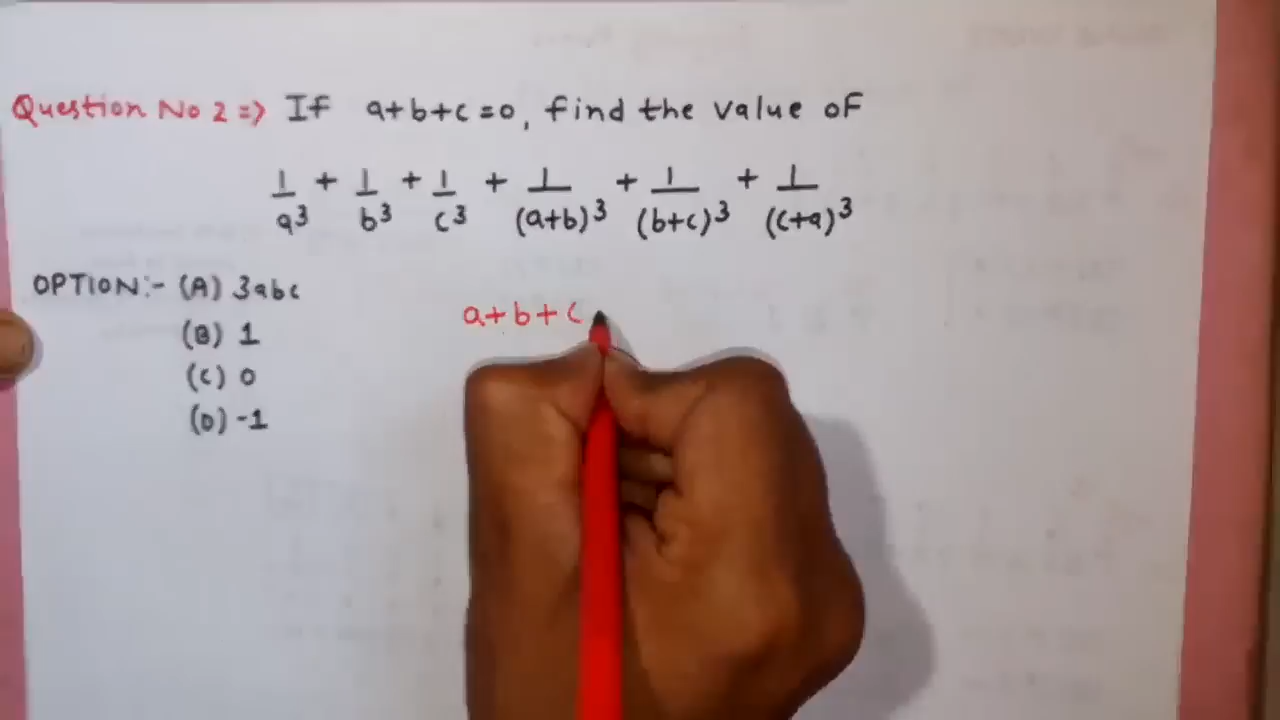 Question No 2 => If a+b+c=0, find the value of
1/a³ + 1/b³ + 1/c³ + 1/(a+b)³ + 1/(b+c)³ + 1/(c+a)³
OPTION:- (A) 3abc
(B) 1
(C) 0
(D) -1
a+b+c